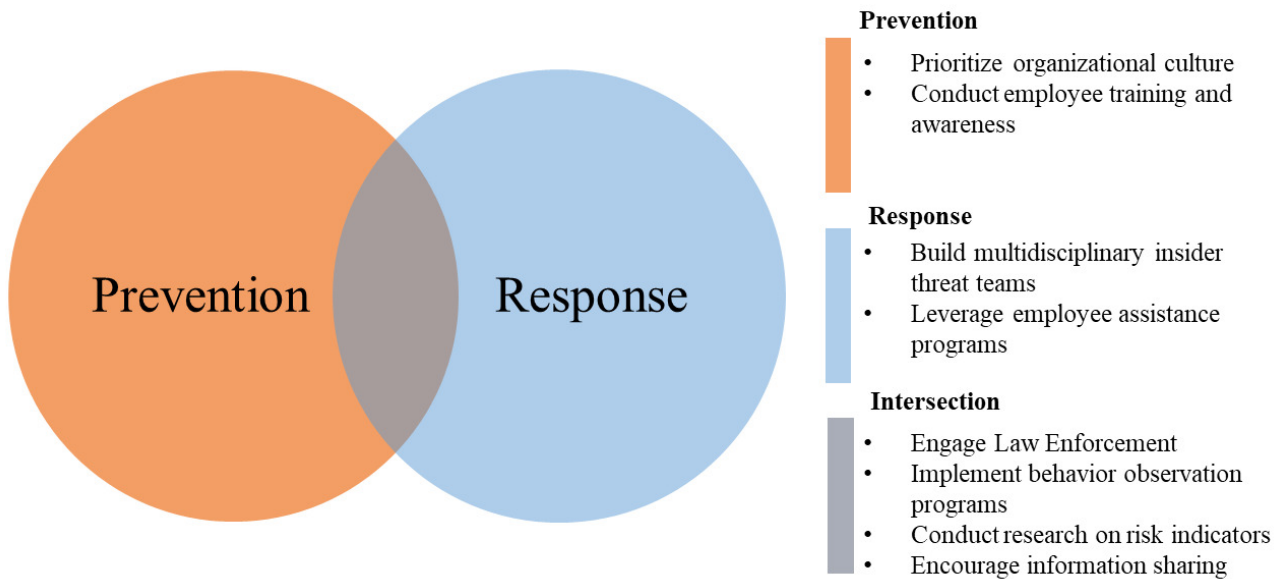 Prevention
Response
Prevention
• Prioritize organizational culture
• Conduct employee training and
awareness
Response
• Build multidisciplinary insider
threat teams
• Leverage employee assistance
programs
Intersection
• Engage Law Enforcement
• Implement behavior observation
programs
• Conduct research on risk indicators
• Encourage information sharing